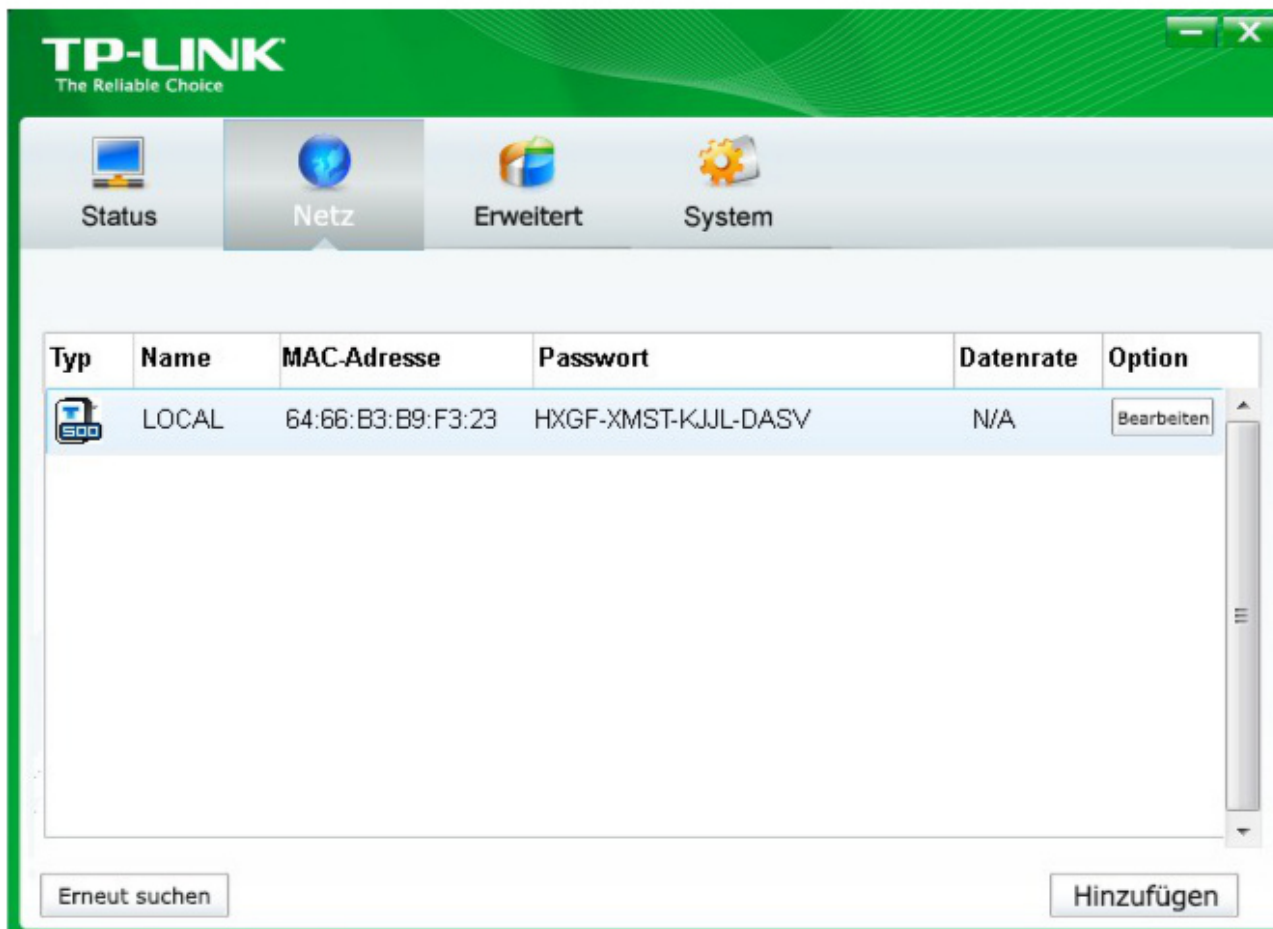 TP-LINK
The Reliable Choice
Status Netz Erweitert System
Typ Name MAC-Adresse Passwort Datenrate Option
T 500 LOCAL 64:66:B3:B9:F3:23 HXGF-XMST-KJJL-DASV N/A Bearbeiten
Erneut suchen Hinzufügen